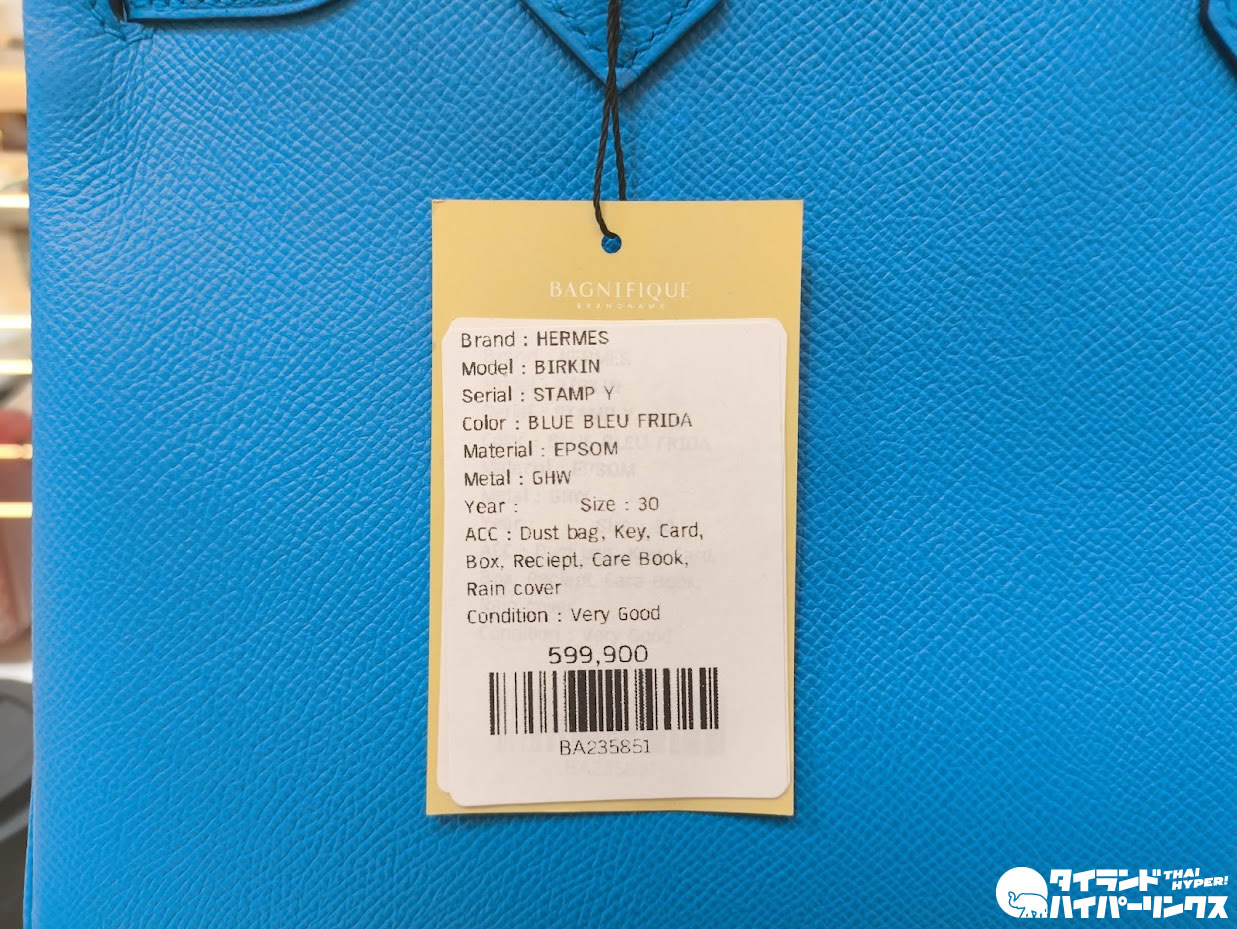 BAGNIFIQUE
BRANDNAME
Brand : HERMES
Model : BIRKIN
Serial : STAMP Y
Color : BLUE BLEU FRIDA
Material : EPSOM
Metal : GHW
Year : Size : 30
ACC : Dust bag, Key, Card,
Box, Reciept, Care Book,
Rain cover
Condition : Very Good
599,900
BA235851
タイランド THAI HYPER!
ハイパーリンクス